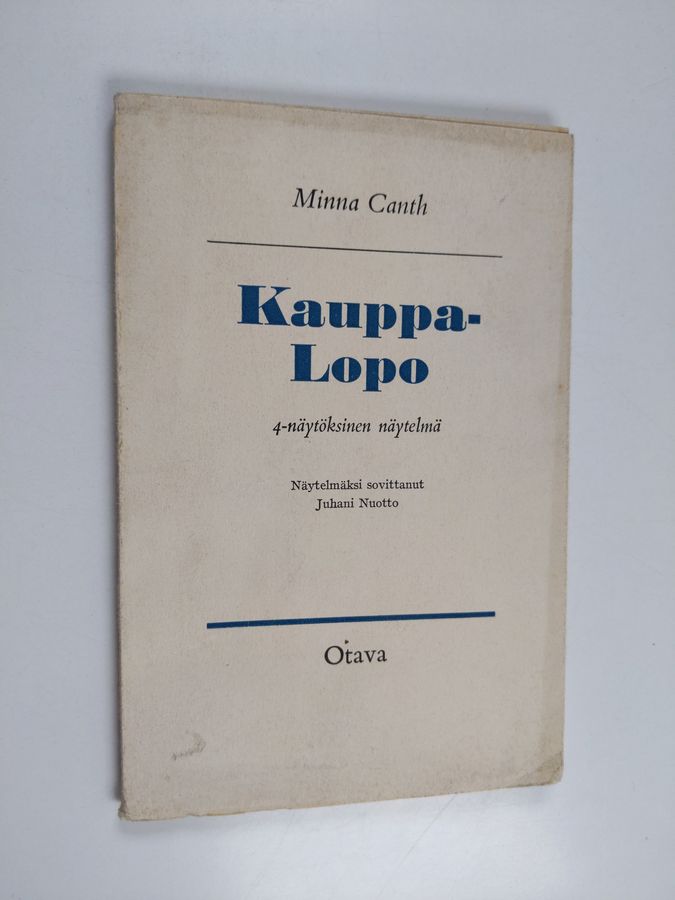 Minna Canth
Kauppa-
Lopo
4-näytöksinen näytelmä
Näytelmäksi sovittanut
Juhani Nuotto
Otava